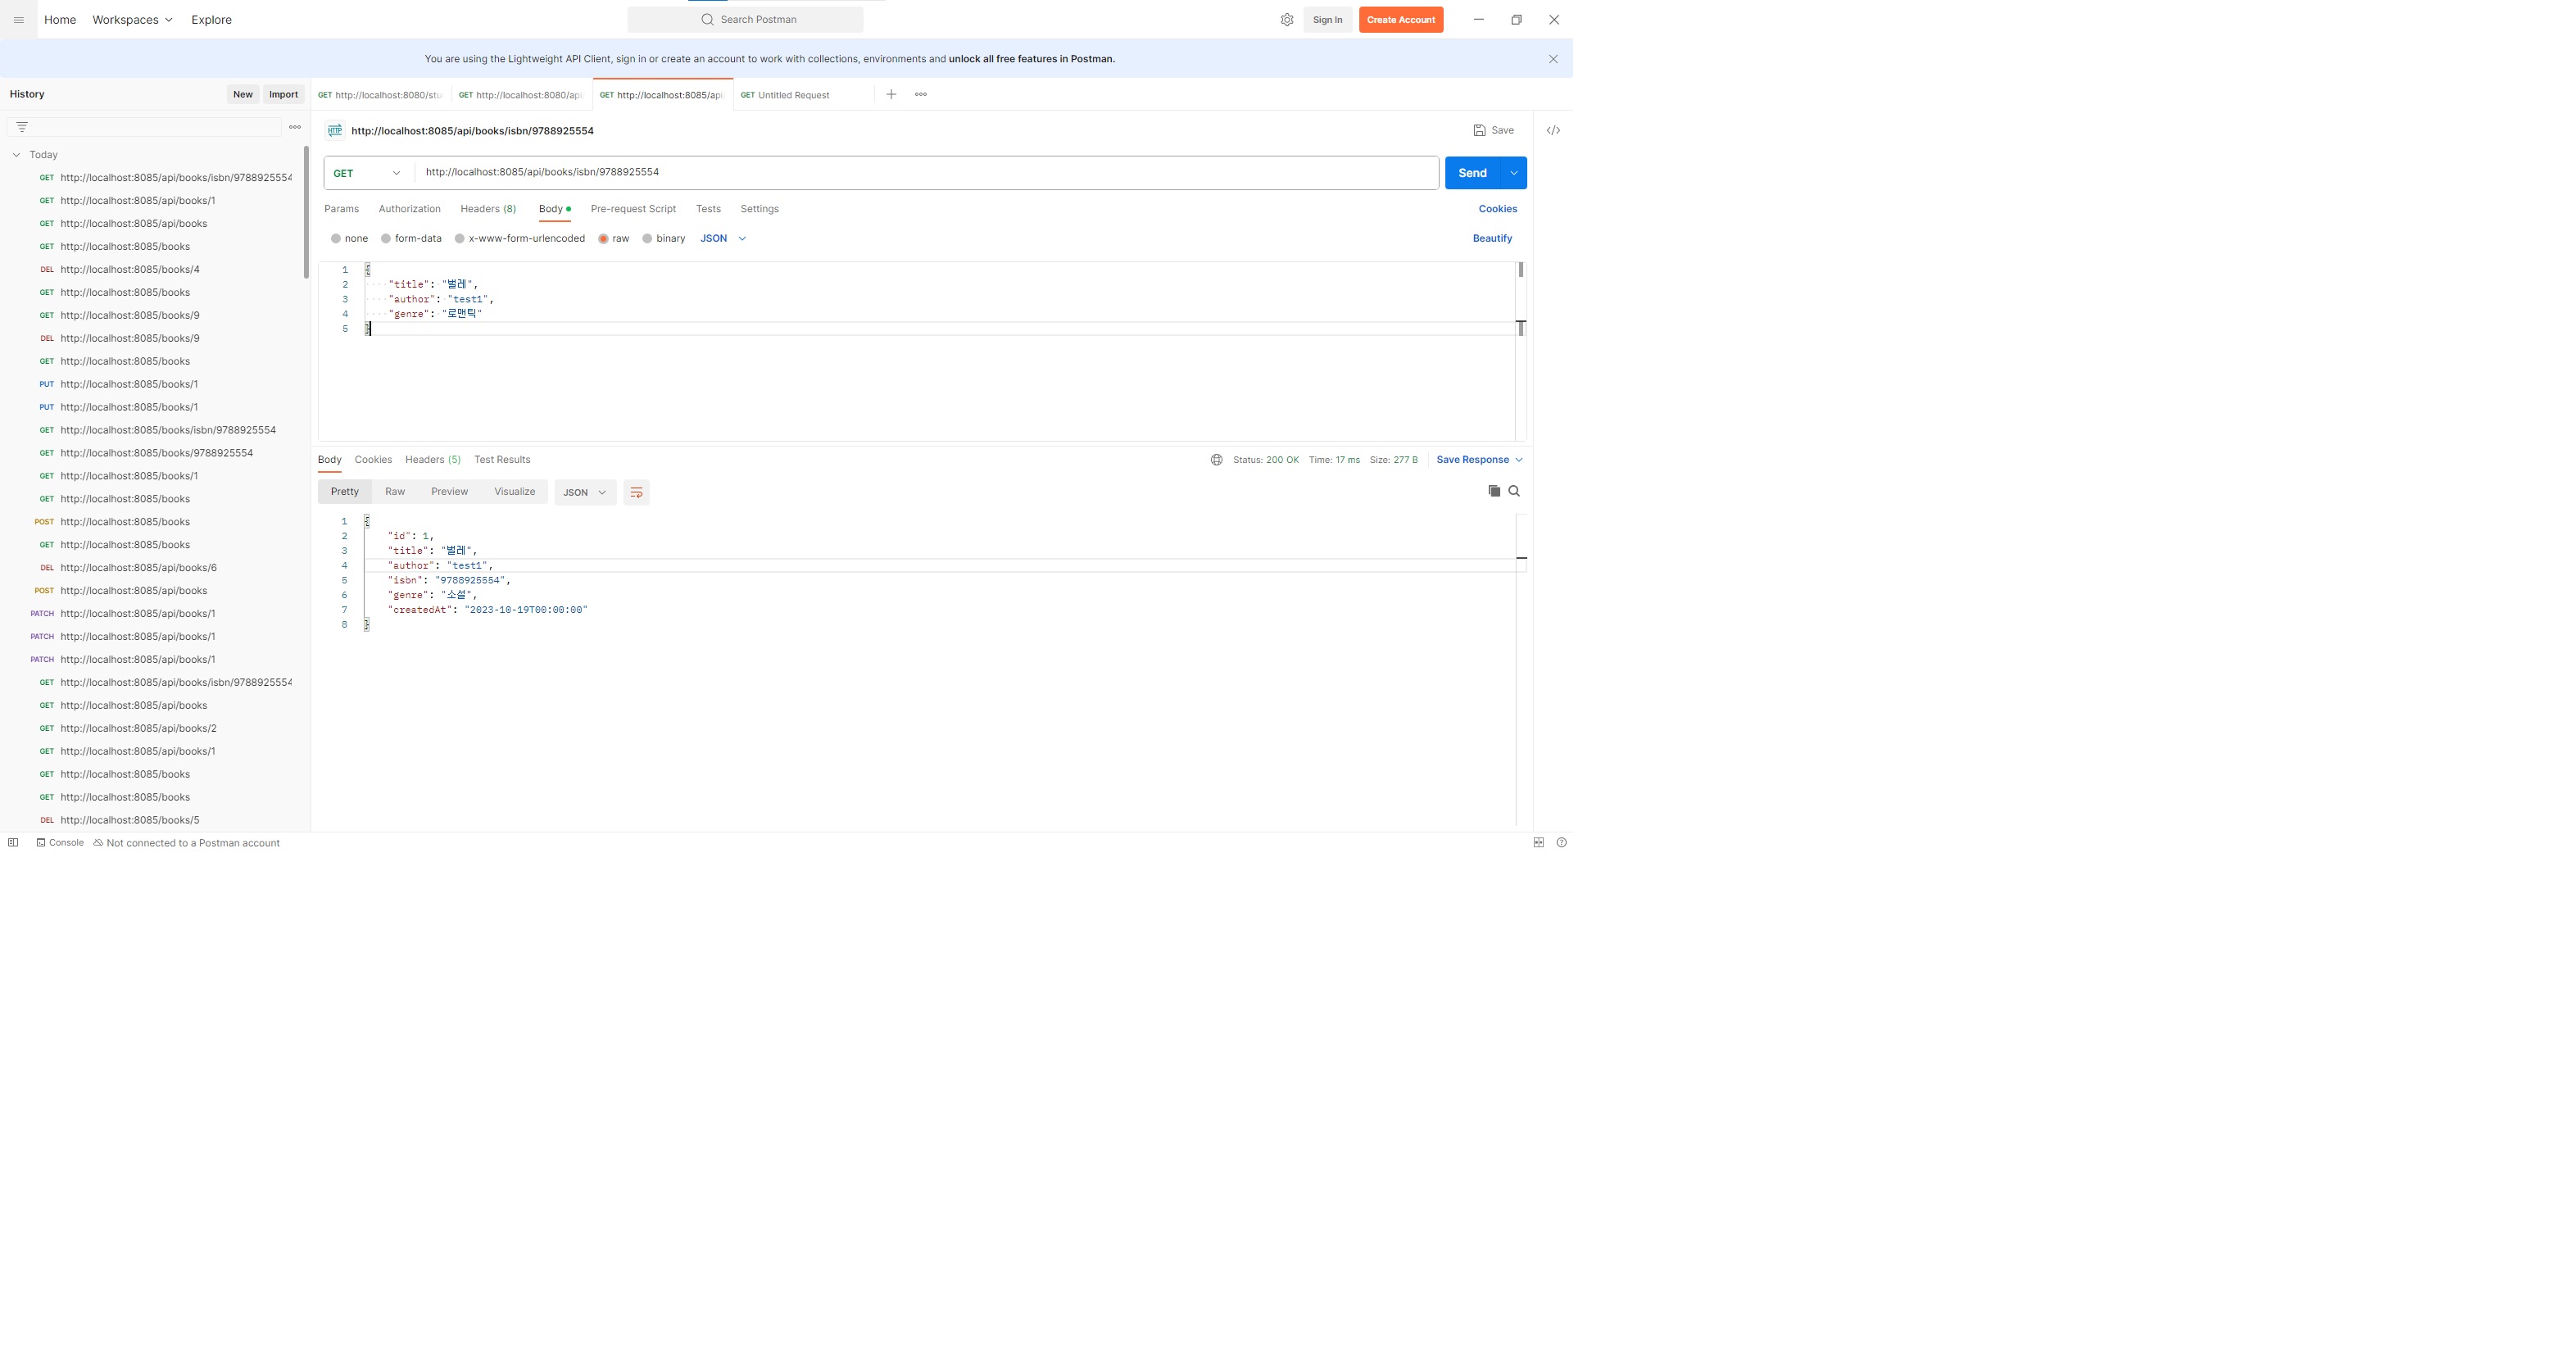 Home Workspaces Explore Search Postman Sign In Create Account
You are using the Lightweight API Client, sign in or create an account to work with collections, environments and unlock all free features in Postman.
History New Import
GET http://localhost:8080/stu GET http://localhost:8080/api GET http://localhost:8085/api GET Untitled Request
HTTP http://localhost:8085/api/books/isbn/9788925554 Save
Today
GET http://localhost:8085/api/books/isbn/9788925554
GET http://localhost:8085/api/books/1
GET http://localhost:8085/api/books
GET http://localhost:8085/books
DEL http://localhost:8085/books/4
GET http://localhost:8085/books
GET http://localhost:8085/books/9
DEL http://localhost:8085/books/9
GET http://localhost:8085/books
PUT http://localhost:8085/books/1
PUT http://localhost:8085/books/1
GET http://localhost:8085/books/isbn/9788925554
GET http://localhost:8085/books/9788925554
GET http://localhost:8085/books/1
GET http://localhost:8085/books
POST http://localhost:8085/books
GET http://localhost:8085/books
DEL http://localhost:8085/api/books/6
POST http://localhost:8085/api/books
PATCH http://localhost:8085/api/books/1
PATCH http://localhost:8085/api/books/1
PATCH http://localhost:8085/api/books/1
GET http://localhost:8085/api/books/isbn/9788925554
GET http://localhost:8085/api/books
GET http://localhost:8085/api/books/2
GET http://localhost:8085/api/books/1
GET http://localhost:8085/books
GET http://localhost:8085/books
DEL http://localhost:8085/books/5
GET http://localhost:8085/api/books/isbn/9788925554 Send
Params Authorization Headers (8) Body Pre-request Script Tests Settings Cookies
none form-data x-www-form-urlencoded raw binary JSON Beautify
1 {
2 "title": "벌레",
3 "author": "test1",
4 "genre": "로맨틱"
5 }
Body Cookies Headers (5) Test Results Status: 200 OK Time: 17 ms Size: 277 B Save Response
Pretty Raw Preview Visualize JSON
1 {
2 "id": 1,
3 "title": "벌레",
4 "author": "test1",
5 "isbn": "9788925554",
6 "genre": "소설",
7 "createdAt": "2023-10-19T00:00:00"
8 }
Console Not connected to a Postman account